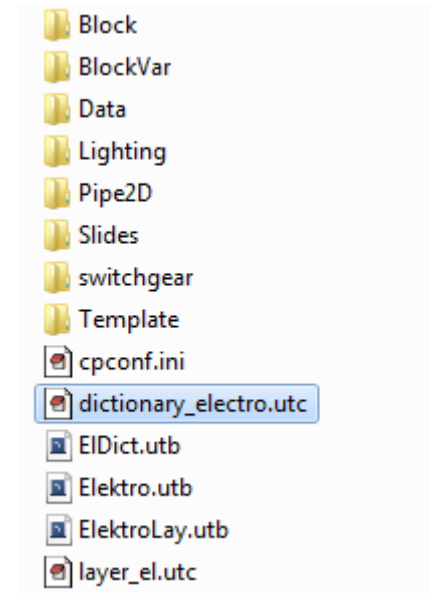 Block
BlockVar
Data
Lighting
Pipe2D
Slides
switchgear
Template
cpconf.ini
dictionary_electro.utc
ElDict.utb
Elektro.utb
ElektroLay.utb
layer_el.utc